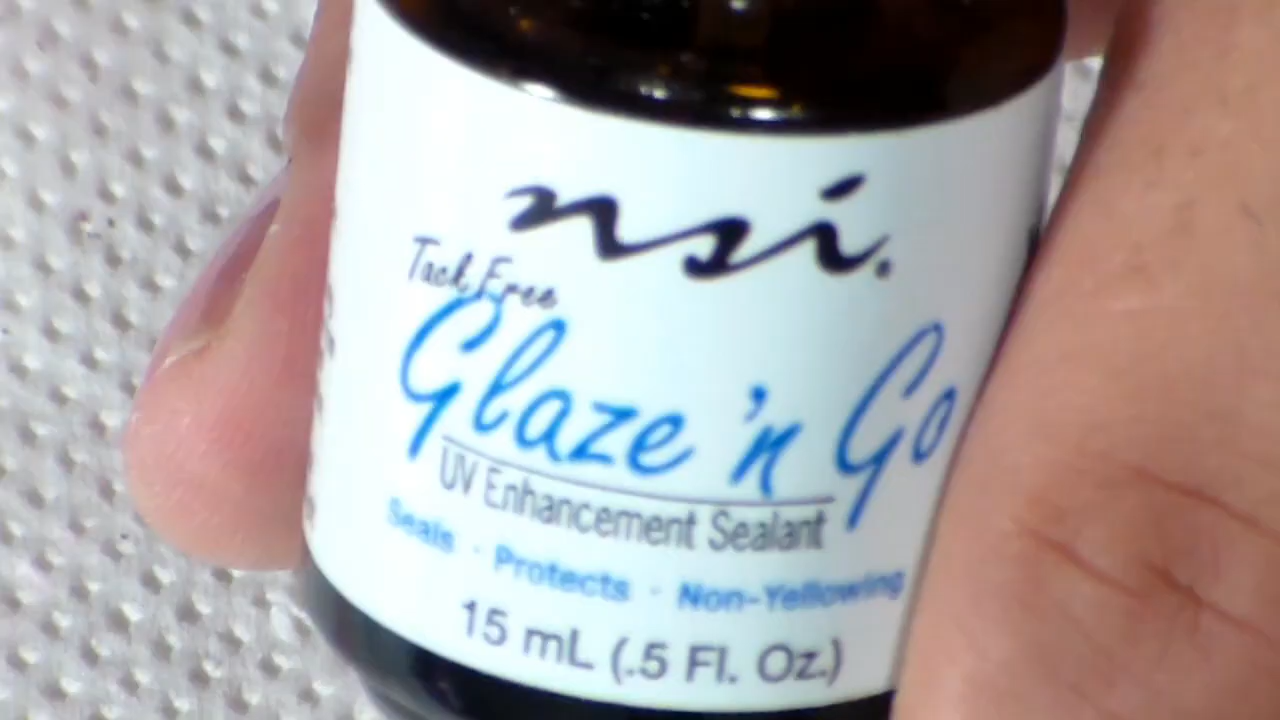 nsi.
Tack Free
Glaze 'n Go
UV Enhancement Sealant
Seals · Protects · Non-Yellowing
15 mL (.5 Fl. Oz.)